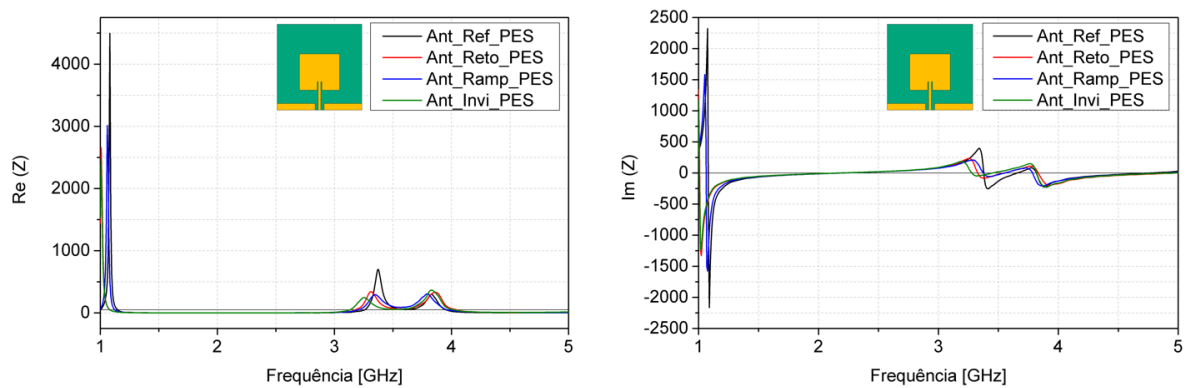 Re (Z)
4000
3000
2000
1000
0
1
2
3
4
5
Frequência [GHz]
Ant_Ref_PES
Ant_Reto_PES
Ant_Ramp_PES
Ant_Invi_PES
Im (Z)
2500
2000
1500
1000
500
0
-500
-1000
-1500
-2000
-2500
1
2
3
4
5
Frequência [GHz]
Ant_Ref_PES
Ant_Reto_PES
Ant_Ramp_PES
Ant_Invi_PES